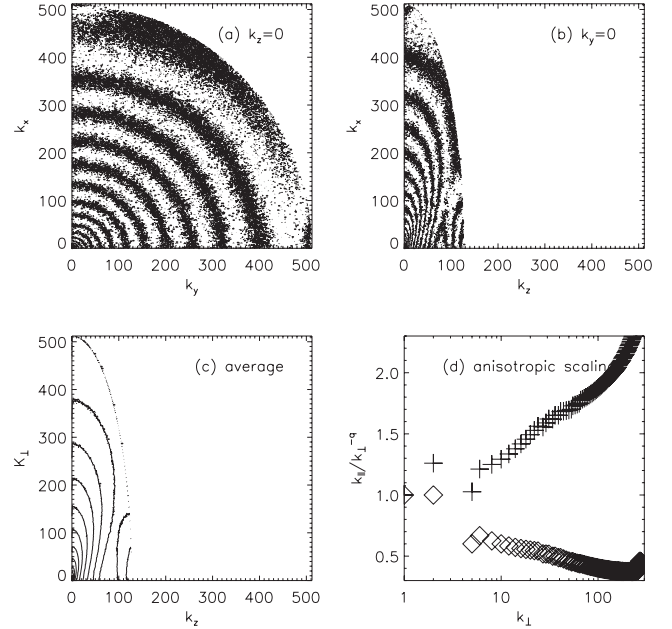 500
400
300
200
100
0
k_x
(a) k_z=0
0 100 200 300 400 500
k_y
500
400
300
200
100
0
k_x
(b) k_y=0
0 100 200 300 400 500
k_z
500
400
300
200
100
0
K_⊥
(c) average
0 100 200 300 400 500
k_z
2.0
1.5
1.0
0.5
k_∥/k_⊥^-q
(d) anisotropic scalin
1 10 100
k_⊥